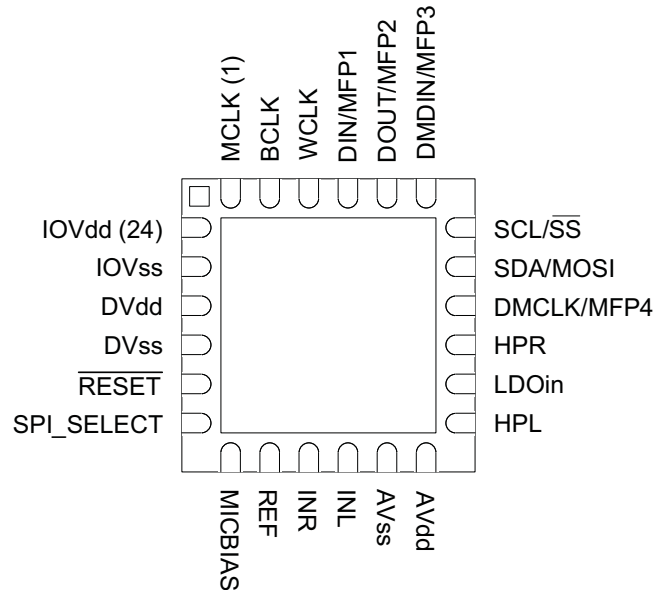 MCLK (1)
BCLK
WCLK
DIN/MFP1
DOUT/MFP2
DMDIN/MFP3
IOVdd (24)
IOVss
DVdd
DVss
RESET
SPI_SELECT
SCL/SS
SDA/MOSI
DMCLK/MFP4
HPR
LDOin
HPL
MICBIAS
REF
INR
INL
AVss
AVdd